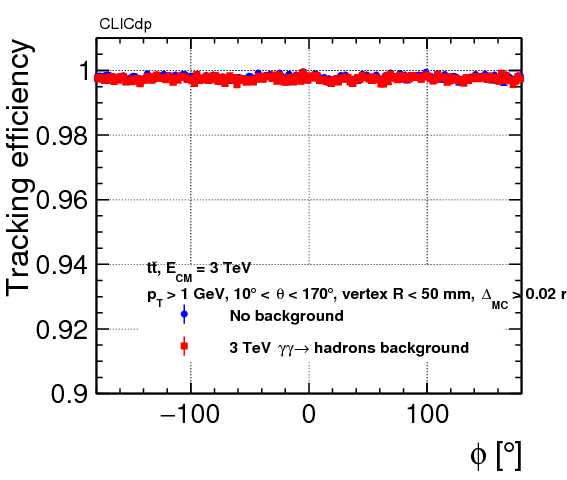 CLICdp
Tracking efficiency
1
0.98
0.96
0.94
0.92
0.9
tt̄, E_CM = 3 TeV
p_T > 1 GeV, 10° < θ < 170°, vertex R < 50 mm, Δ_MC > 0.02 r
No background
3 TeV γγ→ hadrons background
−100 0 100
ϕ [°]